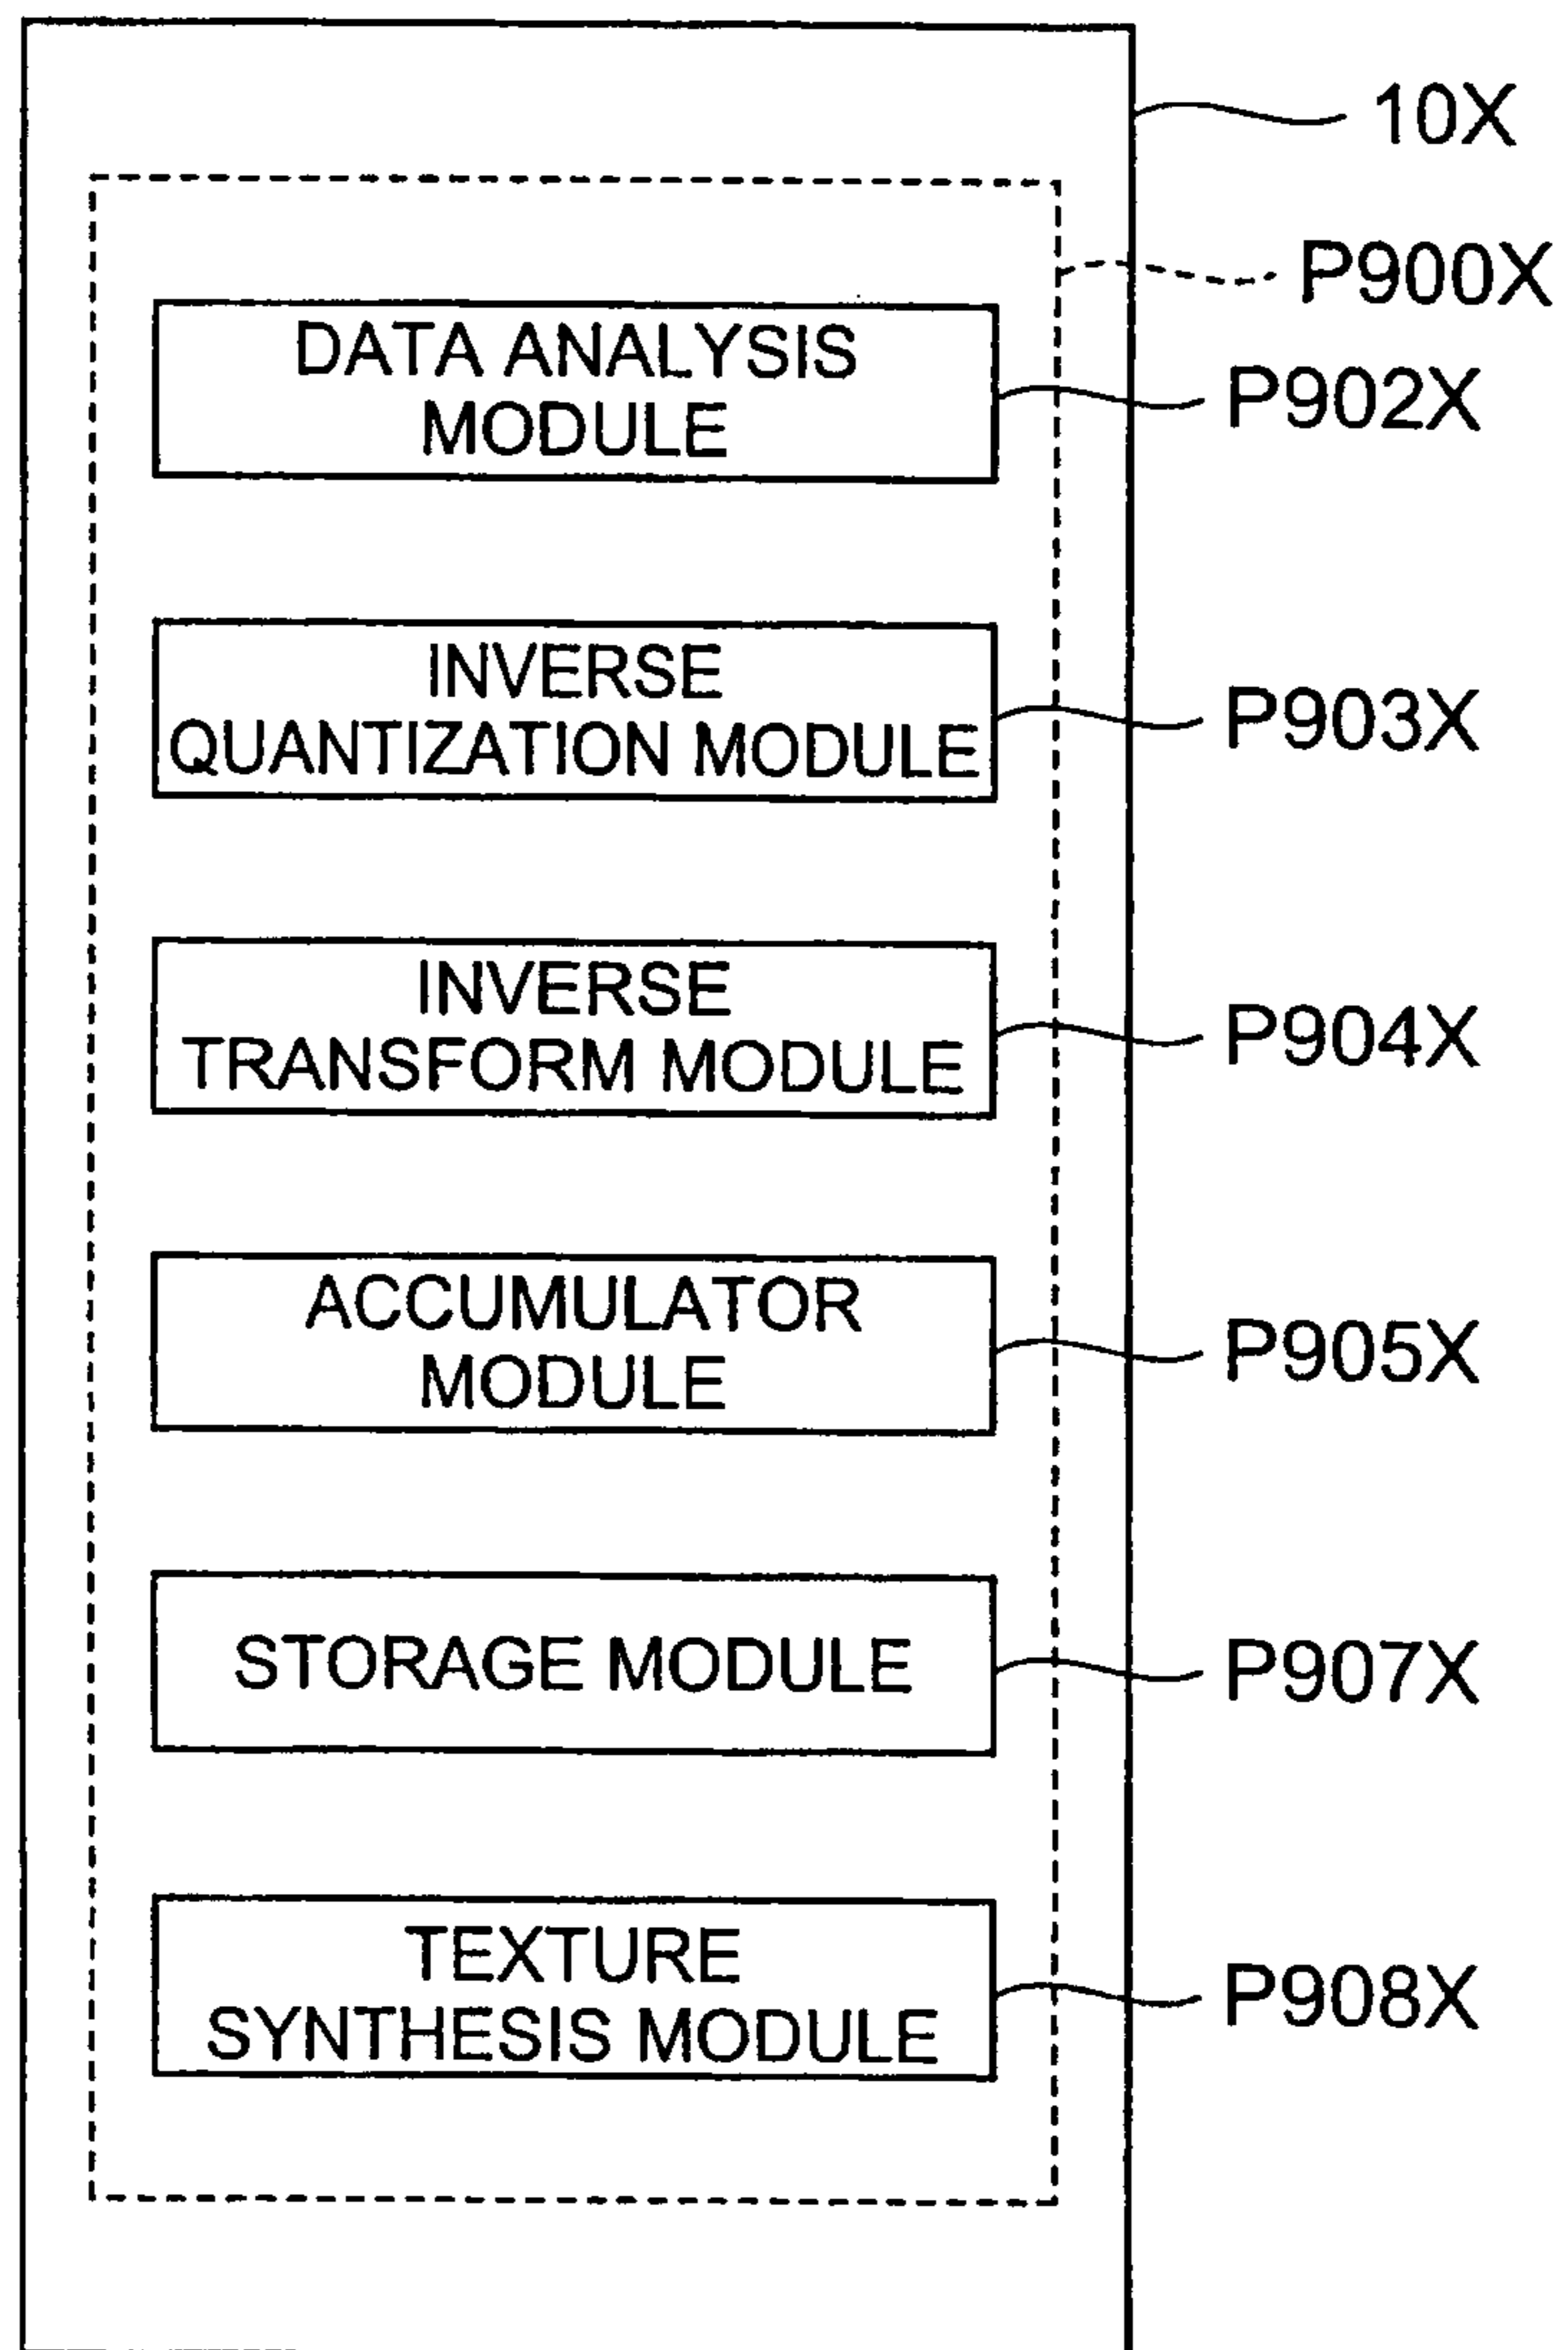 10X
P900X
DATA ANALYSIS
MODULE
P902X
INVERSE
QUANTIZATION MODULE
P903X
INVERSE
TRANSFORM MODULE
P904X
ACCUMULATOR
MODULE
P905X
STORAGE MODULE
P907X
TEXTURE
SYNTHESIS MODULE
P908X